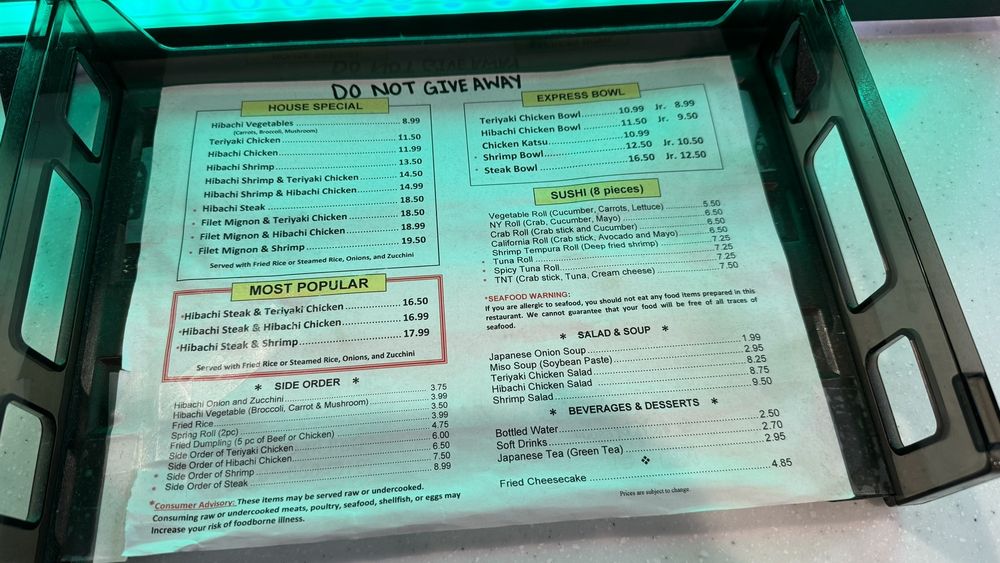 DO NOT GIVE AWAY
HOUSE SPECIAL
Hibachi Vegetables ........ 8.99
(Carrots, Broccoli, Mushroom)
Teriyaki Chicken ........ 11.50
Hibachi Chicken ........ 11.99
Hibachi Shrimp ........ 13.50
Hibachi Shrimp & Teriyaki Chicken ........ 14.50
Hibachi Shrimp & Hibachi Chicken ........ 14.99
* Hibachi Steak ........ 18.50
* Filet Mignon & Teriyaki Chicken ........ 18.50
* Filet Mignon & Hibachi Chicken ........ 18.99
* Filet Mignon & Shrimp ........ 19.50
Served with Fried Rice or Steamed Rice, Onions, and Zucchini
MOST POPULAR
*Hibachi Steak & Teriyaki Chicken ........ 16.50
*Hibachi Steak & Hibachi Chicken ........ 16.99
*Hibachi Steak & Shrimp ........ 17.99
Served with Fried Rice or Steamed Rice, Onions, and Zucchini
* SIDE ORDER *
Hibachi Onion and Zucchini ........ 3.75
Hibachi Vegetable (Broccoli, Carrot & Mushroom) ........ 3.99
Fried Rice ........ 3.50
Spring Roll (2pc) ........ 3.99
Fried Dumpling (5 pc of Beef or Chicken) ........ 4.75
Side Order of Teriyaki Chicken ........ 6.00
Side Order of Hibachi Chicken ........ 6.50
* Side Order of Shrimp ........ 7.50
* Side Order of Steak ........ 8.99
*Consumer Advisory: These items may be served raw or undercooked.
Consuming raw or undercooked meats, poultry, seafood, shellfish, or eggs may
Increase your risk of foodborne illness.
EXPRESS BOWL
Teriyaki Chicken Bowl ........ 10.99 Jr. 8.99
Hibachi Chicken Bowl ........ 11.50 Jr. 9.50
Chicken Katsu ........ 10.99
* Shrimp Bowl ........ 12.50 Jr. 10.50
* Steak Bowl ........ 16.50 Jr. 12.50
SUSHI (8 pieces)
Vegetable Roll (Cucumber, Carrots, Lettuce) ........ 5.50
NY Roll (Crab, Cucumber, Mayo) ........ 6.50
Crab Roll (Crab stick and Cucumber) ........ 6.50
California Roll (Crab stick, Avocado and Mayo) ........ 6.50
Shrimp Tempura Roll (Deep fried shrimp) ........ 7.25
* Tuna Roll ........ 7.25
* Spicy Tuna Roll ........ 7.25
* TNT (Crab stick, Tuna, Cream cheese) ........ 7.50
*SEAFOOD WARNING:
If you are allergic to seafood, you should not eat any food items prepared in this
restaurant. We cannot guarantee that your food will be free of all traces of
seafood.
* SALAD & SOUP *
Japanese Onion Soup ........ 1.99
Miso Soup (Soybean Paste) ........ 2.95
Teriyaki Chicken Salad ........ 8.25
Hibachi Chicken Salad ........ 8.75
Shrimp Salad ........ 9.50
* BEVERAGES & DESSERTS *
Bottled Water ........ 2.50
Soft Drinks ........ 2.70
Japanese Tea (Green Tea) ........ 2.95
Fried Cheesecake ........ 4.85
Prices are subject to change